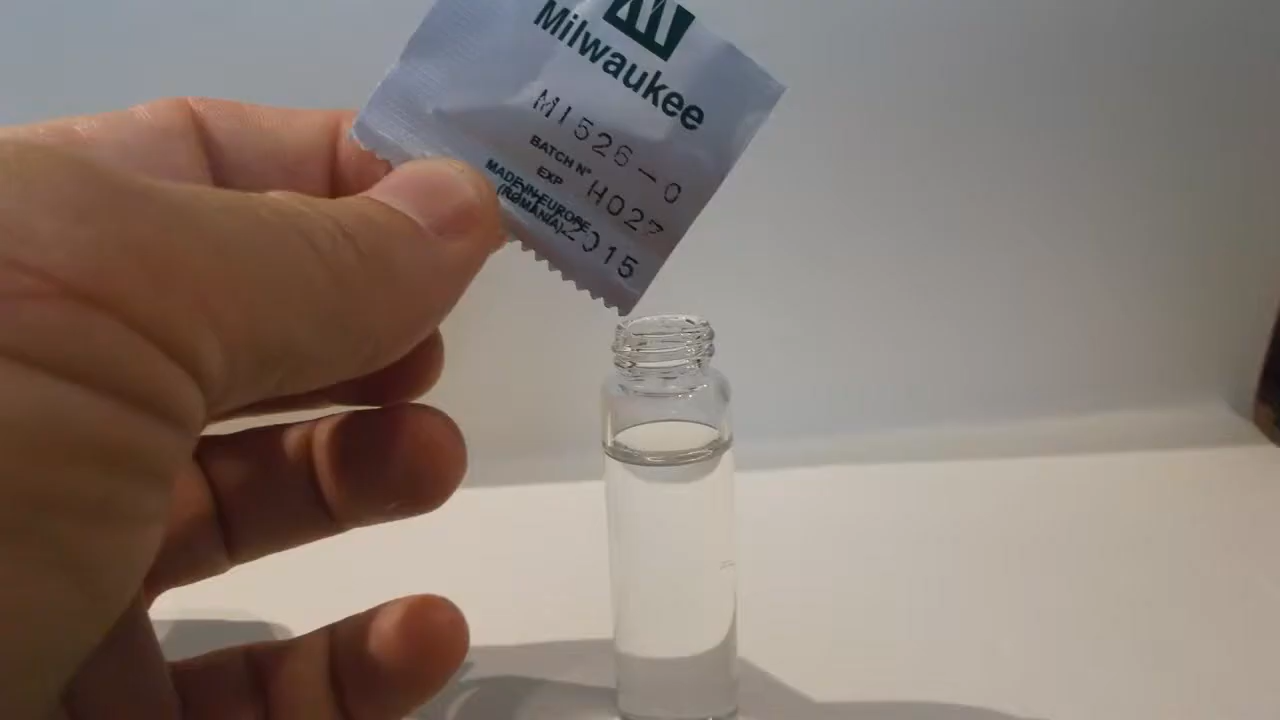 Milwaukee
MI526-0
BATCH N° H027
EXP 2015
MADE IN EUROPE
(ROMANIA)